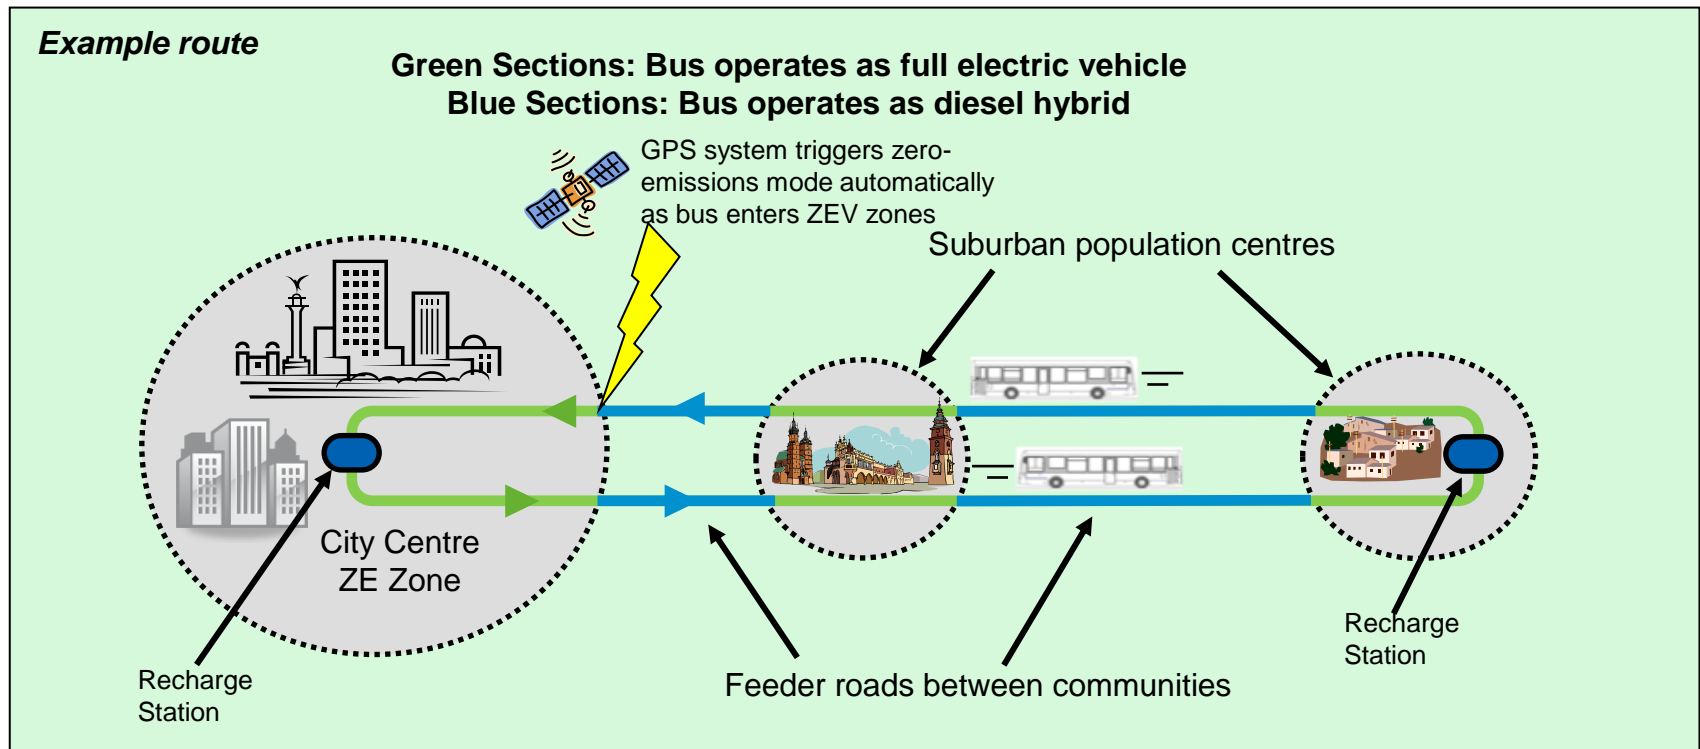 Example route
Green Sections: Bus operates as full electric vehicle
Blue Sections: Bus operates as diesel hybrid
GPS system triggers zero-
emissions mode automatically
as bus enters ZEV zones
Suburban population centres
City Centre
ZE Zone
Recharge
Station
Feeder roads between communities
Recharge
Station